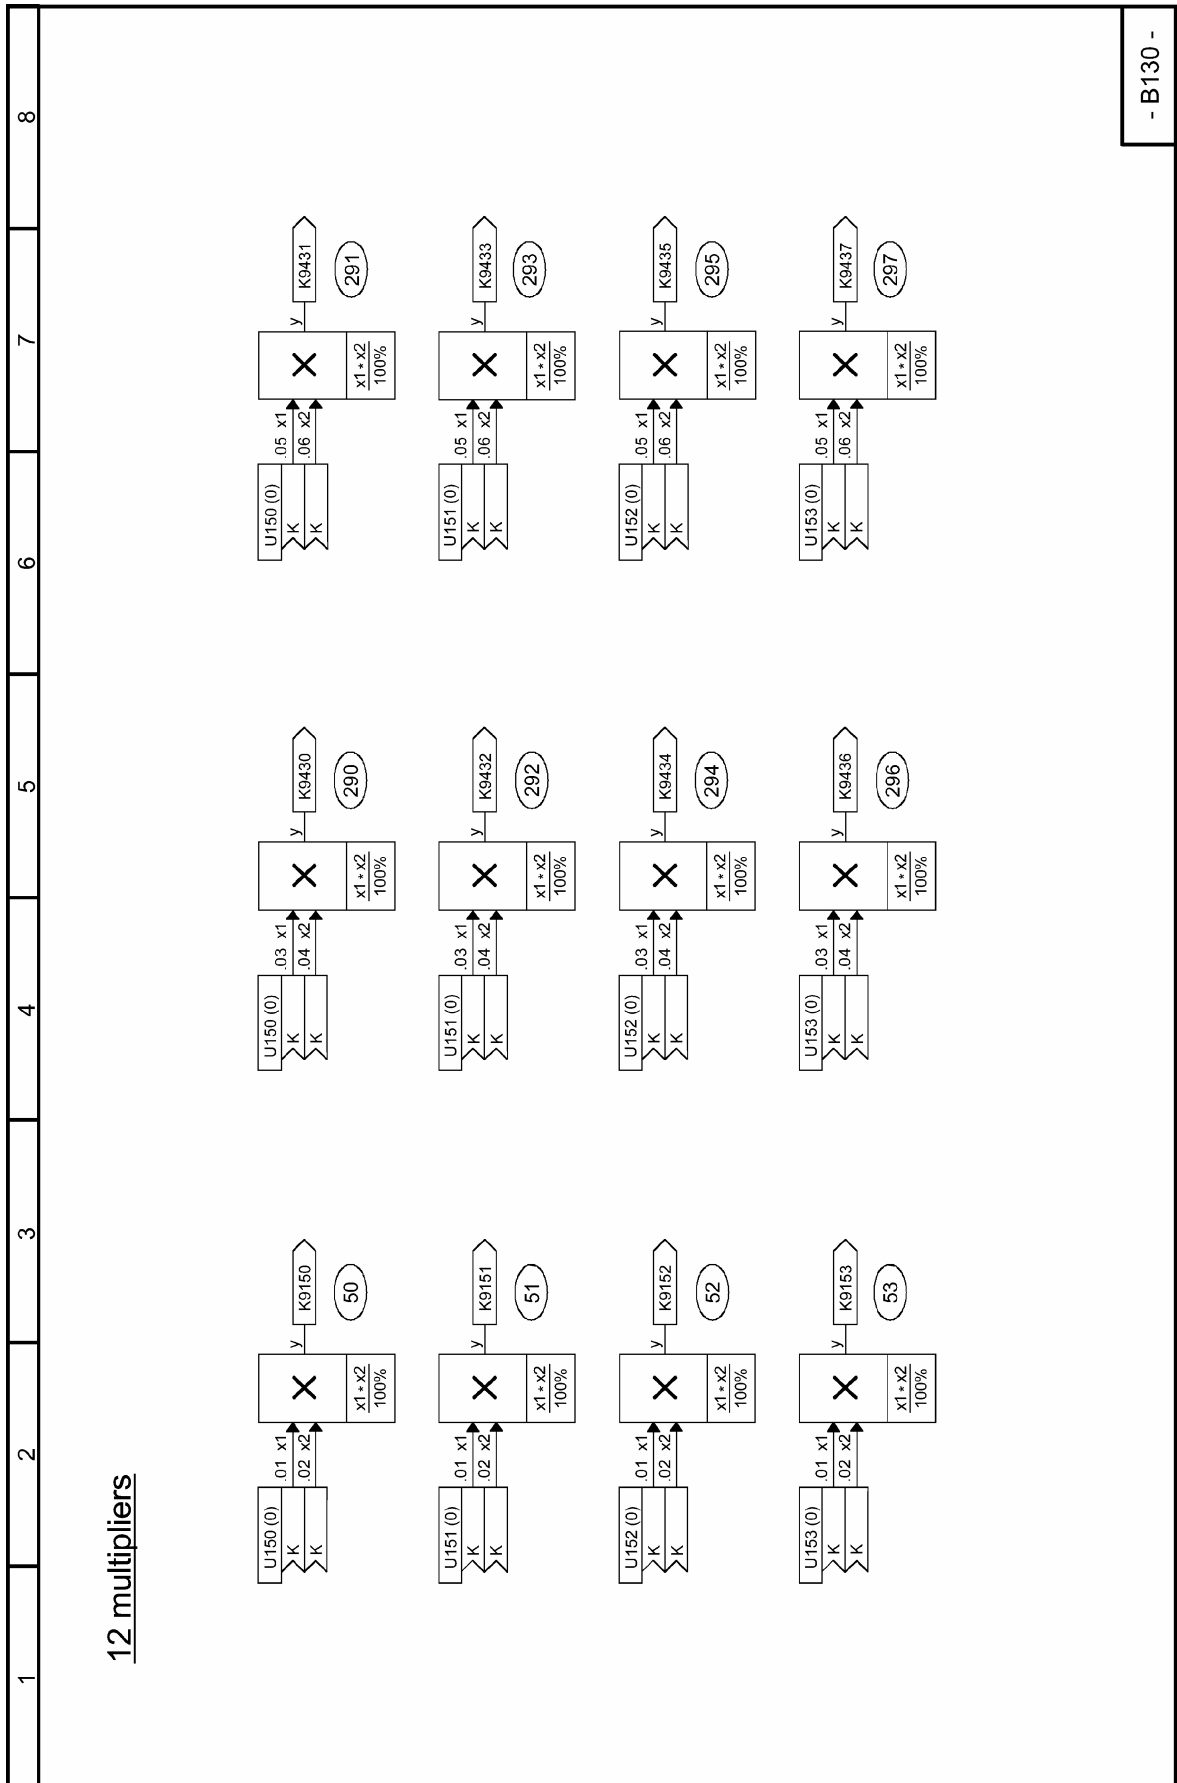 1 2 3 4 5 6 7 8
12 multipliers
U150 (0)
K .01 x1
K .02 x2
y K9150
x1 * x2
100%
50
U150 (0)
K .03 x1
K .04 x2
y K9430
x1 * x2
100%
290
U150 (0)
K .05 x1
K .06 x2
y K9431
x1 * x2
100%
291
U151 (0)
K .01 x1
K .02 x2
y K9151
x1 * x2
100%
51
U151 (0)
K .03 x1
K .04 x2
y K9432
x1 * x2
100%
292
U151 (0)
K .05 x1
K .06 x2
y K9433
x1 * x2
100%
293
U152 (0)
K .01 x1
K .02 x2
y K9152
x1 * x2
100%
52
U152 (0)
K .03 x1
K .04 x2
y K9434
x1 * x2
100%
294
U152 (0)
K .05 x1
K .06 x2
y K9435
x1 * x2
100%
295
U153 (0)
K .01 x1
K .02 x2
y K9153
x1 * x2
100%
53
U153 (0)
K .03 x1
K .04 x2
y K9436
x1 * x2
100%
296
U153 (0)
K .05 x1
K .06 x2
y K9437
x1 * x2
100%
297
- B130 -